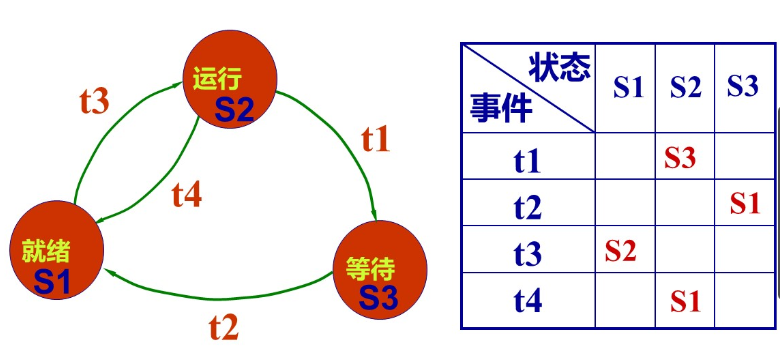 运行
S2
t3
t1
t4
就绪
S1
等待
S3
t2
状态 S1 S2 S3
事件
t1 S3
t2 S1
t3 S2
t4 S1